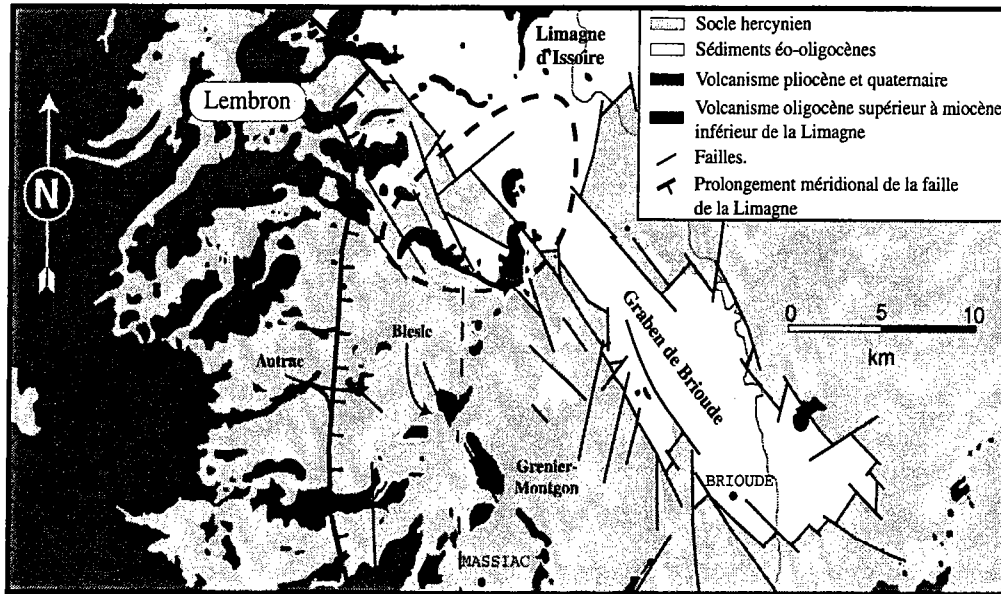 Socle hercynien
Sédiments éo-oligocènes
Volcanisme pliocène et quaternaire
Volcanisme oligocène supérieur à miocène
inférieur de la Limagne
Failles.
Prolongement méridional de la faille
de la Limagne
Limagne
d'Issoire
Lembron
N
Blesle
Autrac
Graben de Brioude
0 5 10
km
Grenier-
Montgon
BRIOUDE
MASSIAC